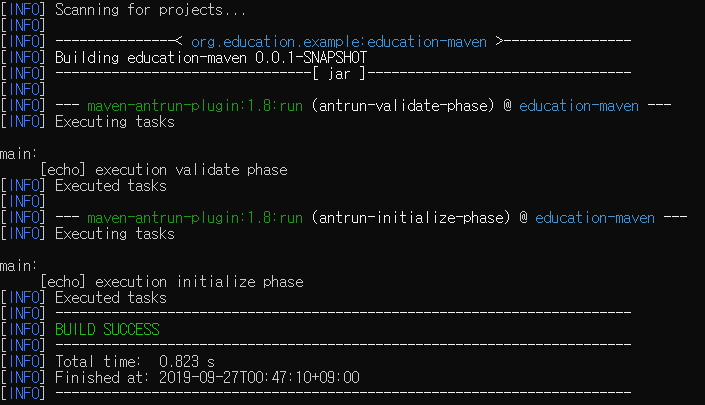 [INFO] Scanning for projects...
[INFO]
[INFO] ---------------< org.education.example:education-maven >----------------
[INFO] Building education-maven 0.0.1-SNAPSHOT
[INFO] --------------------------------[ jar ]---------------------------------
[INFO]
[INFO] --- maven-antrun-plugin:1.8:run (antrun-validate-phase) @ education-maven ---
[INFO] Executing tasks
main:
[echo] execution validate phase
[INFO] Executed tasks
[INFO]
[INFO] --- maven-antrun-plugin:1.8:run (antrun-initialize-phase) @ education-maven ---
[INFO] Executing tasks
main:
[echo] execution initialize phase
[INFO] Executed tasks
[INFO] ------------------------------------------------------------------------
[INFO] BUILD SUCCESS
[INFO] ------------------------------------------------------------------------
[INFO] Total time:  0.823 s
[INFO] Finished at: 2019-09-27T00:47:10+09:00
[INFO] ------------------------------------------------------------------------